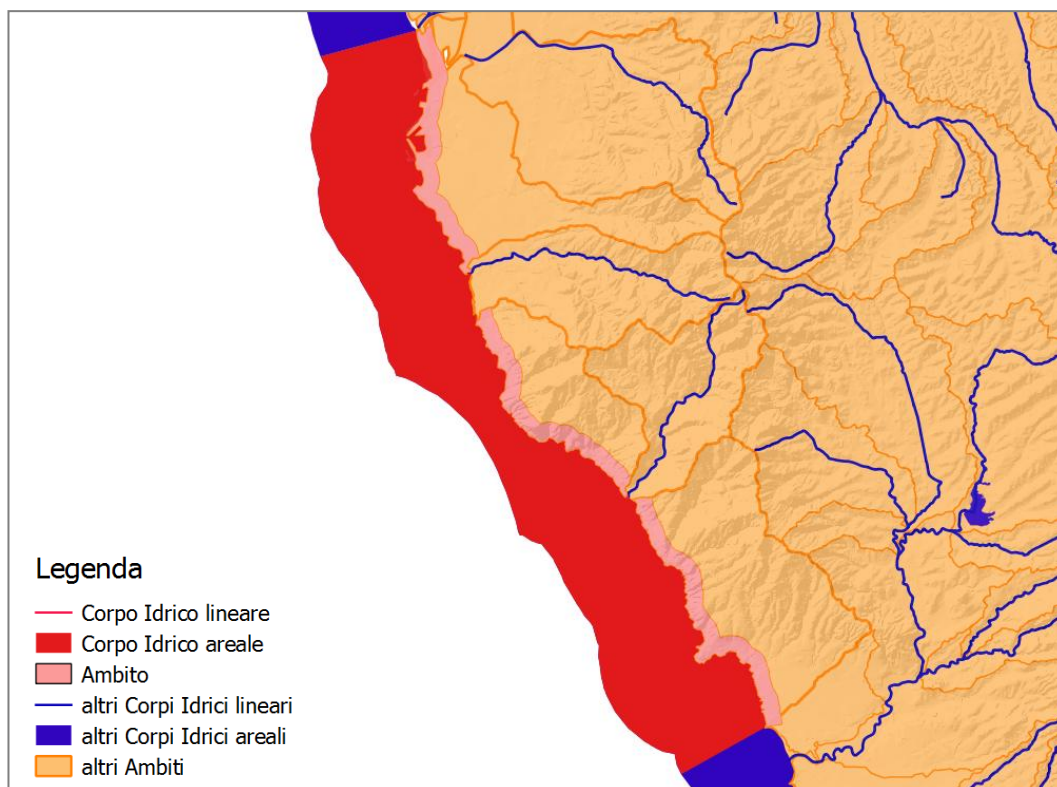 Legenda
Corpo Idrico lineare
Corpo Idrico areale
Ambito
altri Corpi Idrici lineari
altri Corpi Idrici areali
altri Ambiti